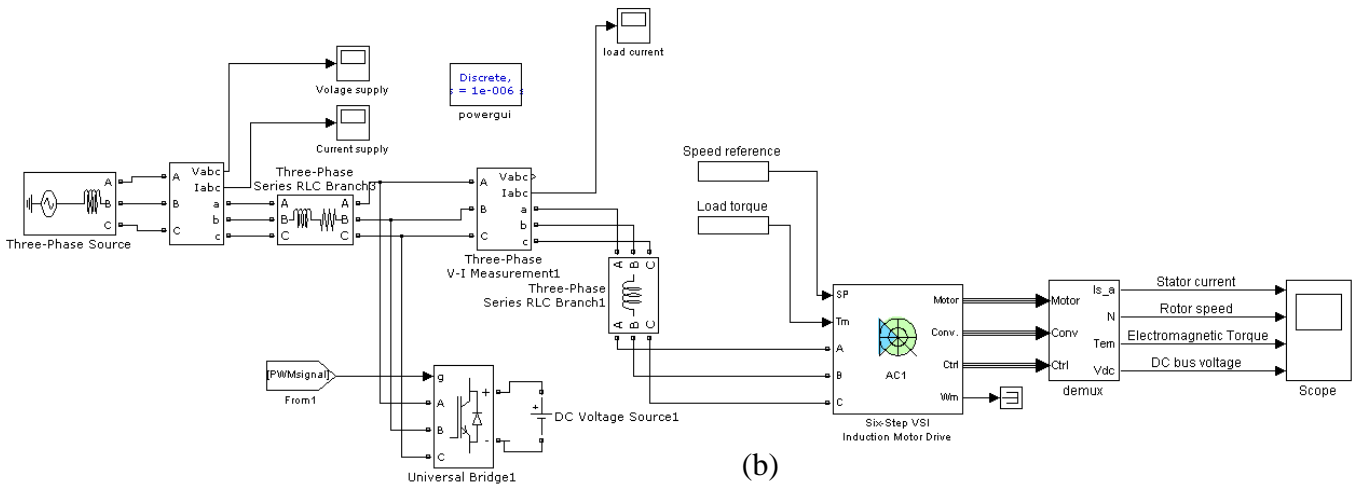 load current
Volage supply
Discrete,
s = 1e-006 s
powergui
Current supply
Speed reference
Three-Phase
Series RLC Branch3
Vabc
Iabc
A
B
C
a
b
c
A
B
C
A
B
C
Vabc
Iabc
A
B
C
a
b
c
A
B
C
Three-Phase Source
Load torque
Three-Phase
V-I Measurement1
A B C
Three-Phase
Series RLC Branch1
A B C
SP
Tm
A
B
C
Motor
Conv.
Ctrl
Wm
AC1
Six-Step VSI
Induction Motor Drive
Motor
Conv
Ctrl
Is_a
N
Tem
Vdc
demux
Stator current
Rotor speed
Electromagnetic Torque
DC bus voltage
Scope
[PWMsignal]
From1
g
A
B
C
+
-
+
DC Voltage Source1
Universal Bridge1
(b)